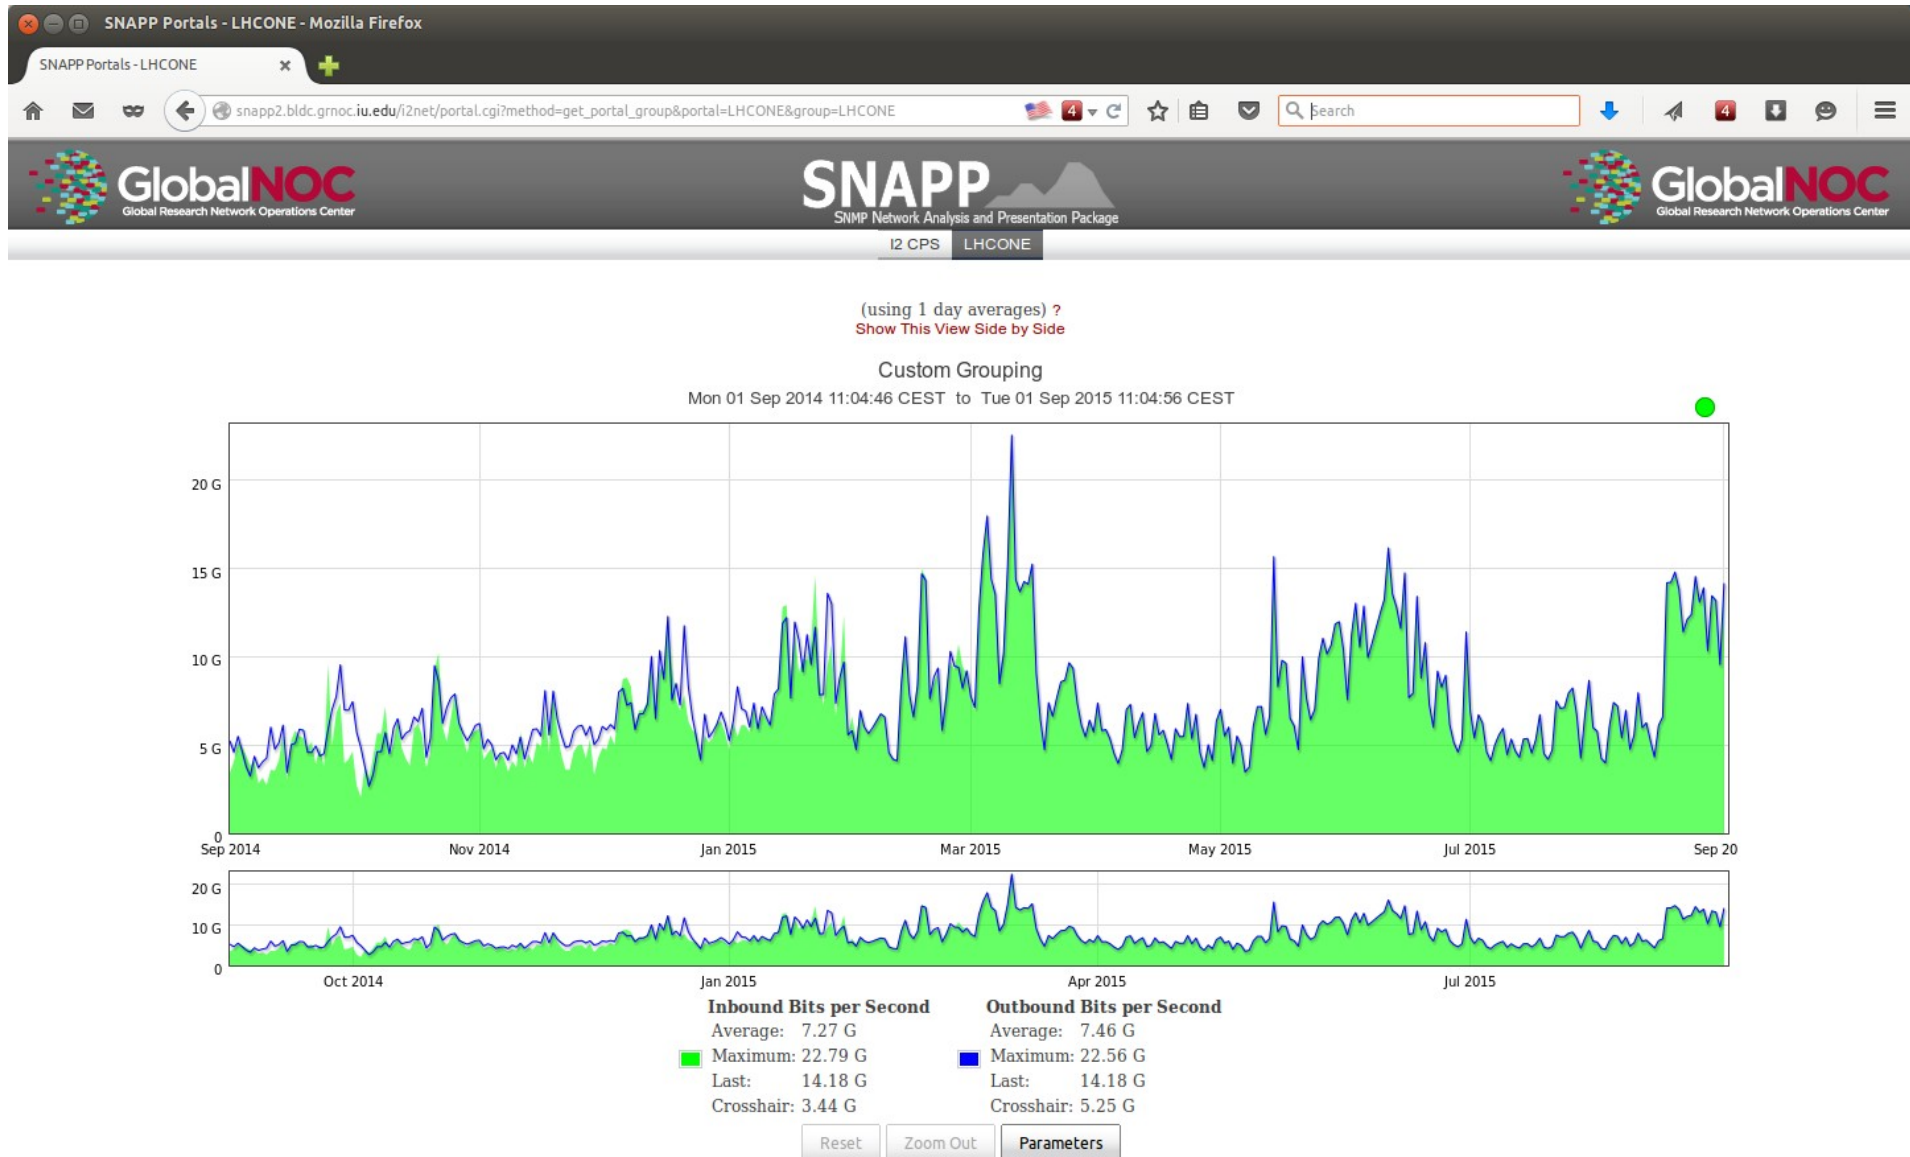 SNAPP Portals - LHCONE - Mozilla Firefox
SNAPP Portals - LHCONE
snapp2.bldc.grnoc.iu.edu/i2net/portal.cgi?method=get_portal_group&portal=LHCONE&group=LHCONE
4
Search
4
GlobalNOC
Global Research Network Operations Center
SNAPP
SNMP Network Analysis and Presentation Package
GlobalNOC
Global Research Network Operations Center
I2 CPS LHCONE
(using 1 day averages) ?
Show This View Side by Side
Custom Grouping
Mon 01 Sep 2014 11:04:46 CEST to Tue 01 Sep 2015 11:04:56 CEST
20 G
15 G
10 G
5 G
0
Sep 2014 Nov 2014 Jan 2015 Mar 2015 May 2015 Jul 2015 Sep 20
20 G
10 G
0
Oct 2014 Jan 2015 Apr 2015 Jul 2015
Inbound Bits per Second Outbound Bits per Second
Average: 7.27 G Average: 7.46 G
Maximum: 22.79 G Maximum: 22.56 G
Last: 14.18 G Last: 14.18 G
Crosshair: 3.44 G Crosshair: 5.25 G
Reset Zoom Out Parameters